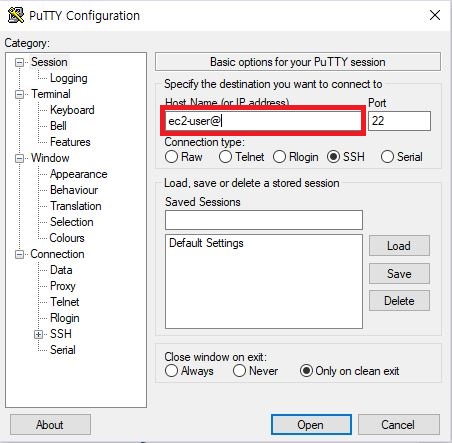 PuTTY Configuration
Category:
Session
Logging
Terminal
Keyboard
Bell
Features
Window
Appearance
Behaviour
Translation
Selection
Colours
Connection
Data
Proxy
Telnet
Rlogin
SSH
Serial
Basic options for your PuTTY session
Specify the destination you want to connect to
Host Name (or IP address) Port
ec2-user@ 22
Connection type:
Raw Telnet Rlogin SSH Serial
Load, save or delete a stored session
Saved Sessions
Default Settings
Load
Save
Delete
Close window on exit:
Always Never Only on clean exit
About Open Cancel